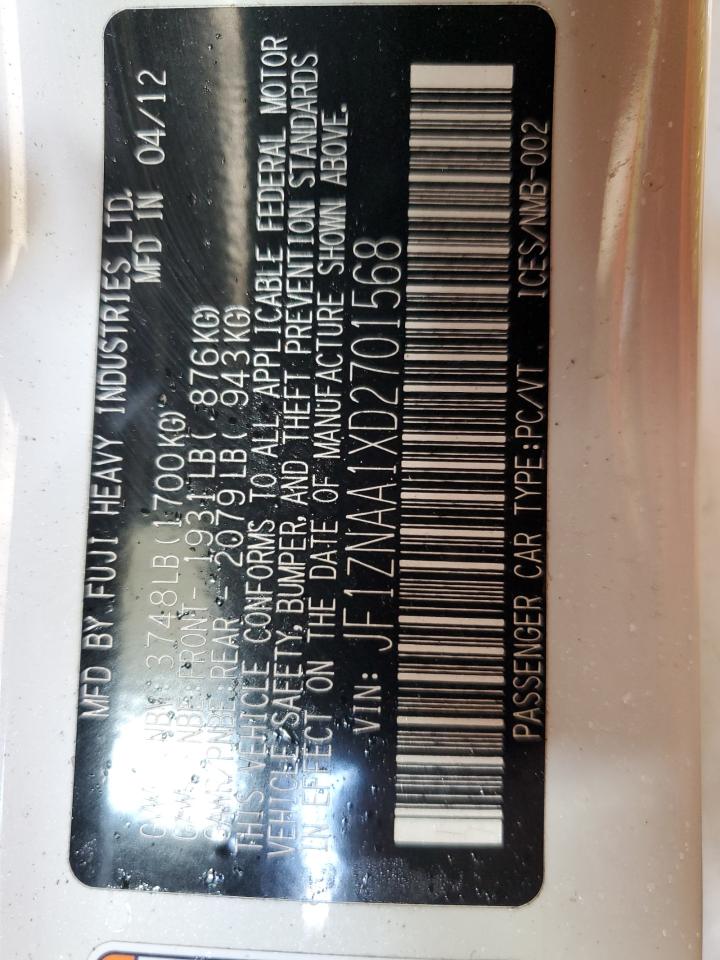 MFD BY FUJI HEAVY INDUSTRIES LTD.
MFD IN 04/12
3748LB(1700KG)
FRONT- 1931LB( 876KG)
REAR - 2079LB( 943KG)
THIS VEHICLE CONFORMS TO ALL APPLICABLE FEDERAL MOTOR
VEHICLE SAFETY, BUMPER, AND THEFT PREVENTION STANDARDS
IN EFFECT ON THE DATE OF MANUFACTURE SHOWN ABOVE.
VIN: JF1ZNAA1XD2701568
PASSENGER CAR TYPE:PC/VT ICES/NMB-002